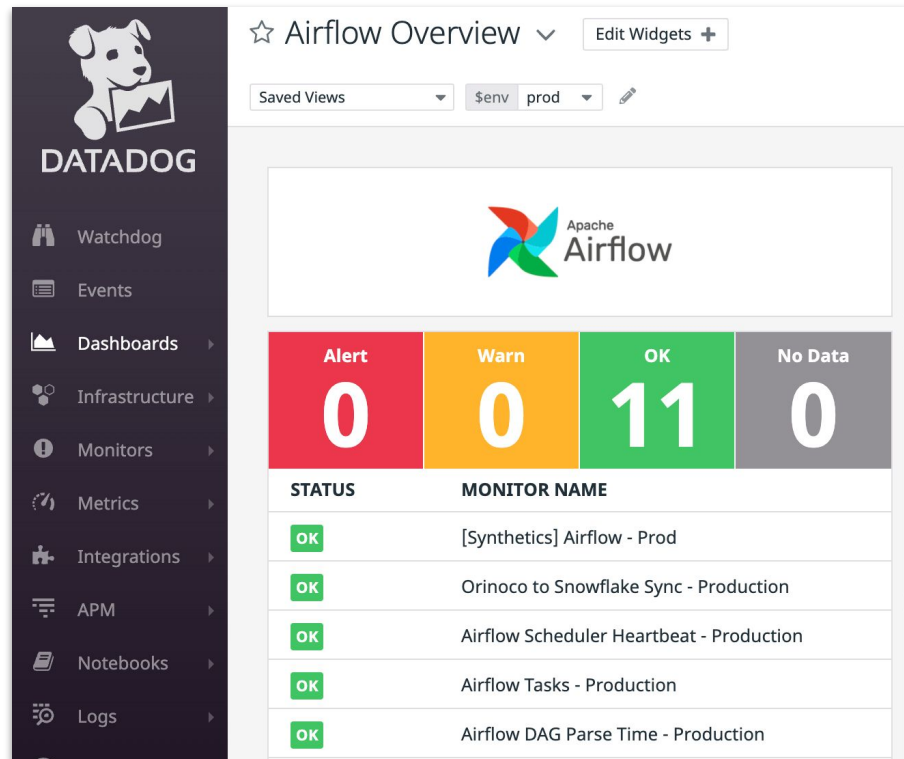 DATADOG
Watchdog
Events
Dashboards
Infrastructure
Monitors
Metrics
Integrations
APM
Notebooks
Logs
Airflow Overview
Edit Widgets +
Saved Views
$env prod
Apache
Airflow
Alert Warn OK No Data
0 0 11 0
STATUS MONITOR NAME
OK [Synthetics] Airflow - Prod
OK Orinoco to Snowflake Sync - Production
OK Airflow Scheduler Heartbeat - Production
OK Airflow Tasks - Production
OK Airflow DAG Parse Time - Production